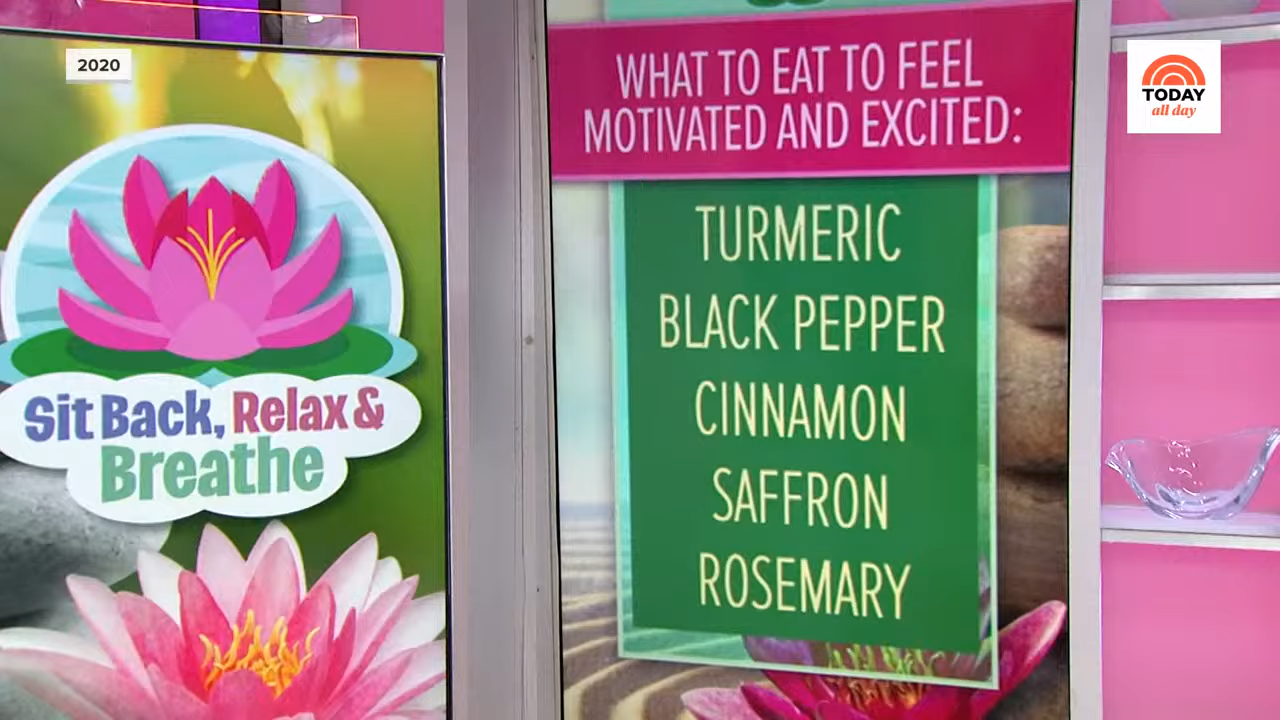 2020
Sit Back, Relax &
Breathe
WHAT TO EAT TO FEEL
MOTIVATED AND EXCITED:
TURMERIC
BLACK PEPPER
CINNAMON
SAFFRON
ROSEMARY
TODAY
all day